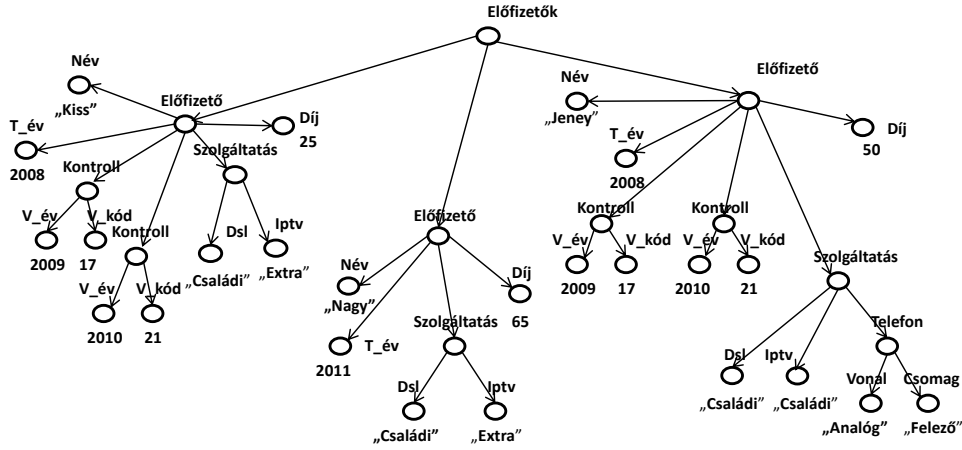 Előfizetők
Név
„Kiss”
Előfizető
T_év
2008
Díj
25
Kontroll
V_év
2009
V_kód
17
Kontroll
V_év
2010
V_kód
21
Szolgáltatás
Dsl
„Családi”
Iptv
„Extra”
Előfizető
Név
„Nagy”
T_év
2011
Szolgáltatás
Dsl
„Családi”
Iptv
„Extra”
Díj
65
Előfizető
Név
„Jeney”
T_év
2008
Díj
50
Kontroll
V_év
2009
V_kód
17
Kontroll
V_év
2010
V_kód
21
Szolgáltatás
Dsl
„Családi”
Iptv
„Családi”
Telefon
Vonal
„Analóg”
Csomag
„Felező”